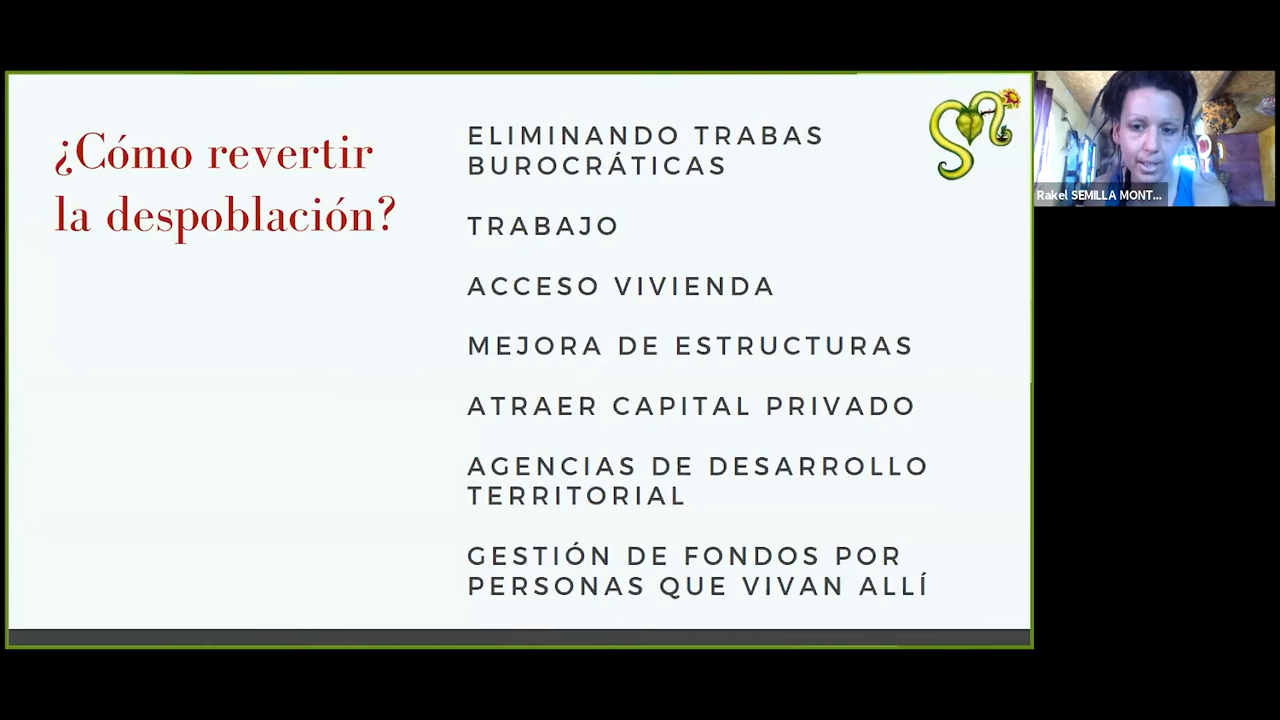 ¿Cómo revertir
la despoblación?
ELIMINANDO TRABAS
BUROCRÁTICAS
TRABAJO
ACCESO VIVIENDA
MEJORA DE ESTRUCTURAS
ATRAER CAPITAL PRIVADO
AGENCIAS DE DESARROLLO
TERRITORIAL
GESTIÓN DE FONDOS POR
PERSONAS QUE VIVAN ALLÍ
Rakel SEMILLA MONT...